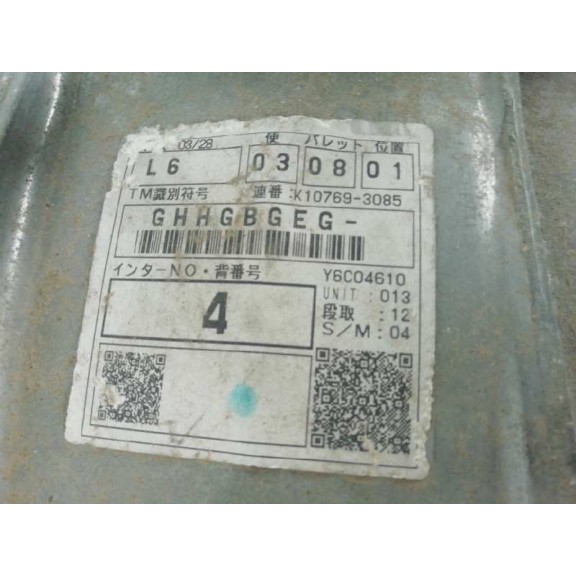 03/28 使 パレット 位置
L6 03 08 01
TM識別符号 連番:K10769-3085
GHHGBGEG-
インターNO・背番号 Y6C04610
4 UNIT : 013
段取 : 12
S/M : 04